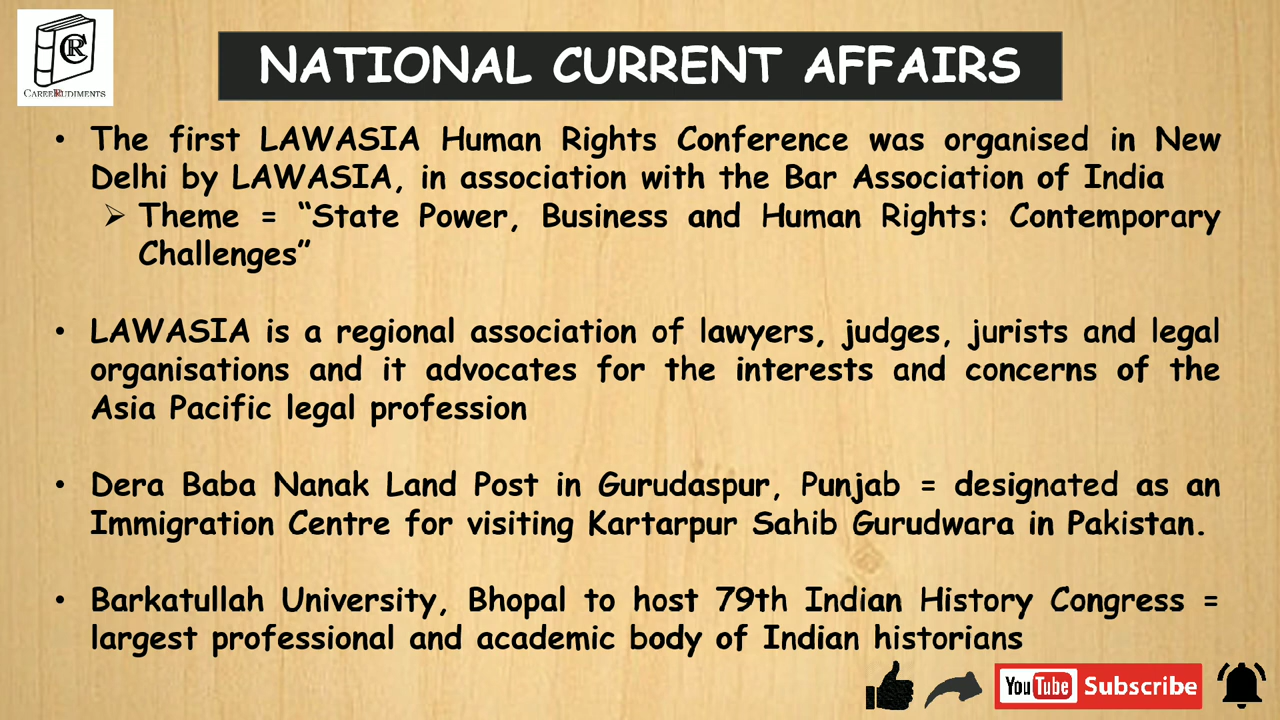 CR
CAREERUDIMENTS
NATIONAL CURRENT AFFAIRS
• The first LAWASIA Human Rights Conference was organised in New
Delhi by LAWASIA, in association with the Bar Association of India
➢ Theme = “State Power, Business and Human Rights: Contemporary
Challenges”
• LAWASIA is a regional association of lawyers, judges, jurists and legal
organisations and it advocates for the interests and concerns of the
Asia Pacific legal profession
• Dera Baba Nanak Land Post in Gurudaspur, Punjab = designated as an
Immigration Centre for visiting Kartarpur Sahib Gurudwara in Pakistan.
• Barkatullah University, Bhopal to host 79th Indian History Congress =
largest professional and academic body of Indian historians
YouTube Subscribe